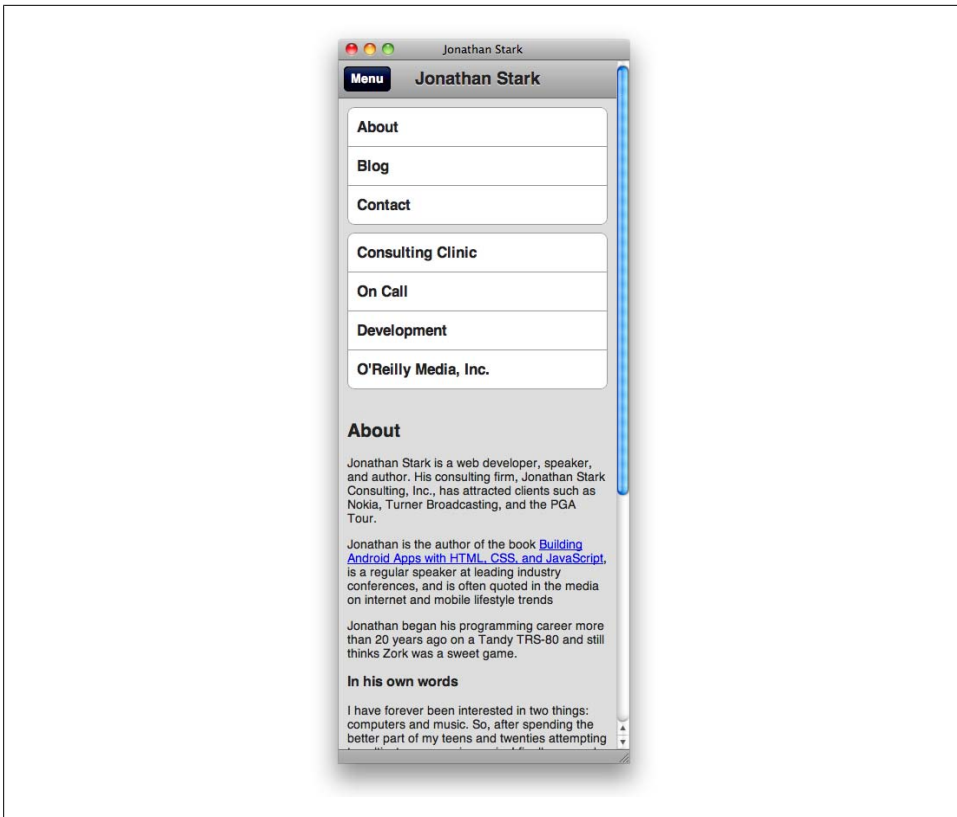 Jonathan Stark
Menu
Jonathan Stark
About
Blog
Contact
Consulting Clinic
On Call
Development
O'Reilly Media, Inc.
About
Jonathan Stark is a web developer, speaker,
and author. His consulting firm, Jonathan Stark
Consulting, Inc., has attracted clients such as
Nokia, Turner Broadcasting, and the PGA
Tour.
Jonathan is the author of the book Building
Android Apps with HTML, CSS, and JavaScript,
is a regular speaker at leading industry
conferences, and is often quoted in the media
on internet and mobile lifestyle trends
Jonathan began his programming career more
than 20 years ago on a Tandy TRS-80 and still
thinks Zork was a sweet game.
In his own words
I have forever been interested in two things:
computers and music. So, after spending the
better part of my teens and twenties attempting